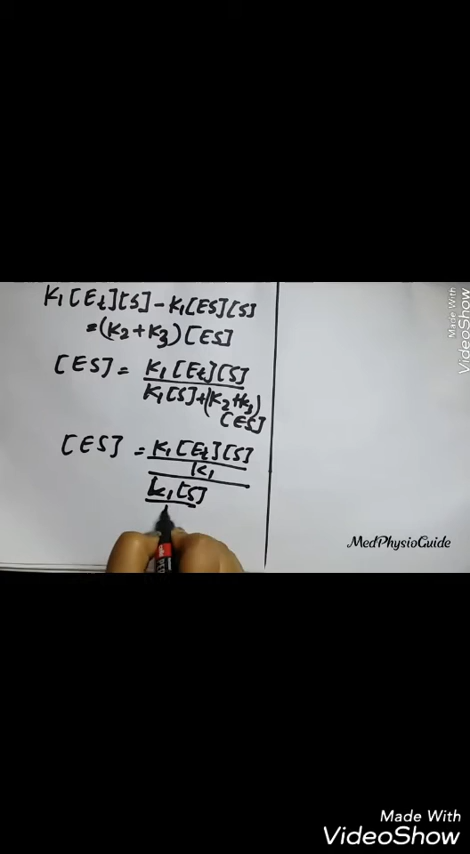 K₁[Et][S] - K₁[ES][S]
= (K₂+K₃)[ES]
[ES] = K₁[Et][S]
K₁[S]+(K₂+K₃)
[ES]
[ES] = K₁[Et][S]
K₁
K₁[S]
MedPhysioGuide
Made With
VideoShow
Made With
VideoShow